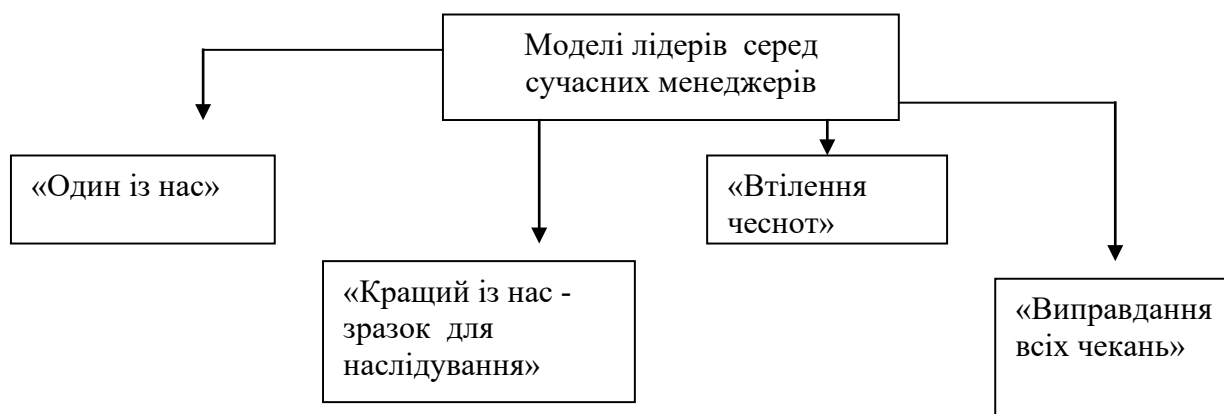 Моделі лідерів серед
сучасних менеджерів
«Один із нас»
«Втілення
чеснот»
«Кращий із нас -
зразок для
наслідування»
«Виправдання
всіх чекань»